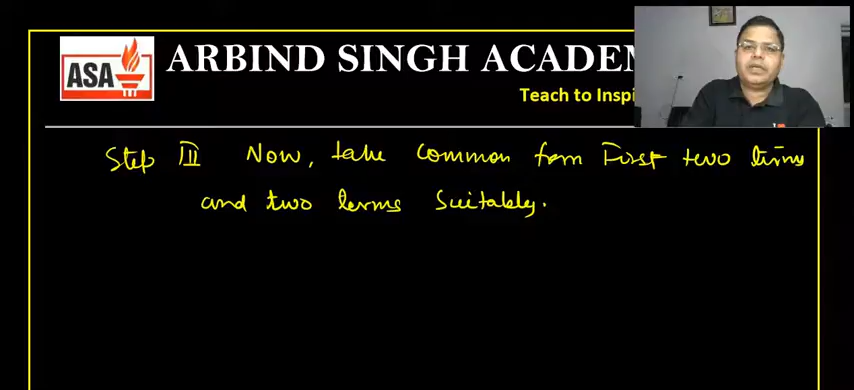 ASA ARBIND SINGH ACADEM
Teach to Inspi
Step III Now, take common from First two terms
and two terms suitably.